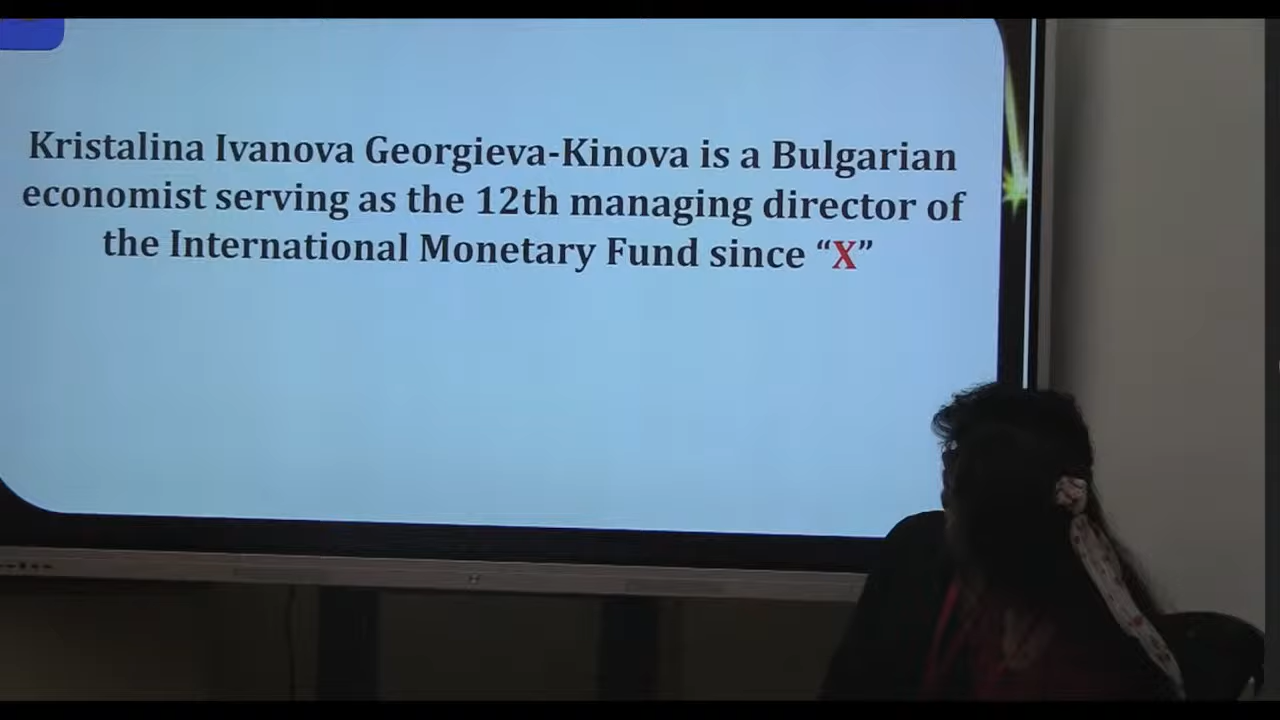 Kristalina Ivanova Georgieva-Kinova is a Bulgarian
economist serving as the 12th managing director of
the International Monetary Fund since “X”